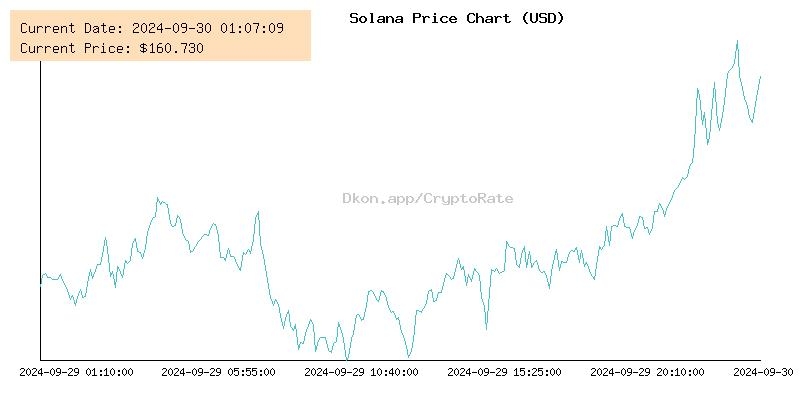 Solana Price Chart (USD)
Current Date: 2024-09-30 01:07:09
Current Price: $160.730
Dkon.app/CryptoRate
2024-09-29 01:10:00 2024-09-29 05:55:00 2024-09-29 10:40:00 2024-09-29 15:25:00 2024-09-29 20:10:00 2024-09-30